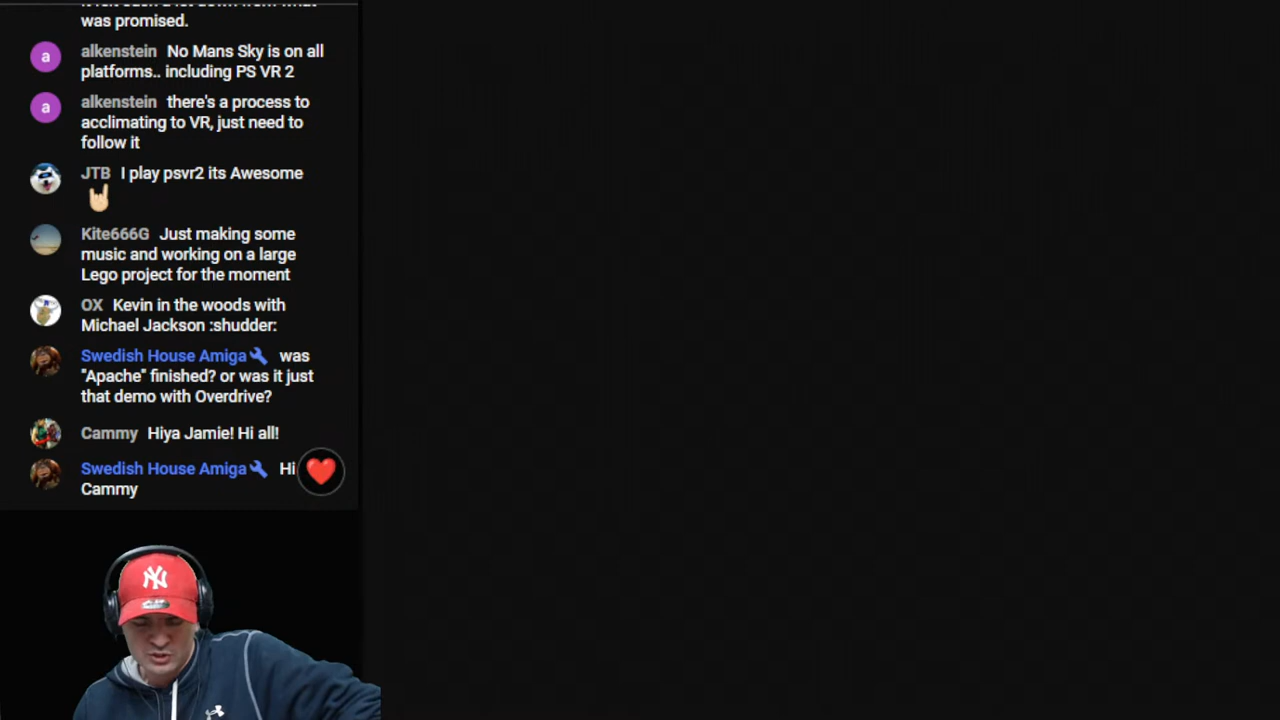 was promised.
alkenstein No Mans Sky is on all
platforms.. including PS VR 2
alkenstein there's a process to
acclimating to VR, just need to
follow it
JTB I play psvr2 its Awesome
Kite666G Just making some
music and working on a large
Lego project for the moment
OX Kevin in the woods with
Michael Jackson :shudder:
Swedish House Amiga was
"Apache" finished? or was it just
that demo with Overdrive?
Cammy Hiya Jamie! Hi all!
Swedish House Amiga Hi
Cammy
a
a
NY